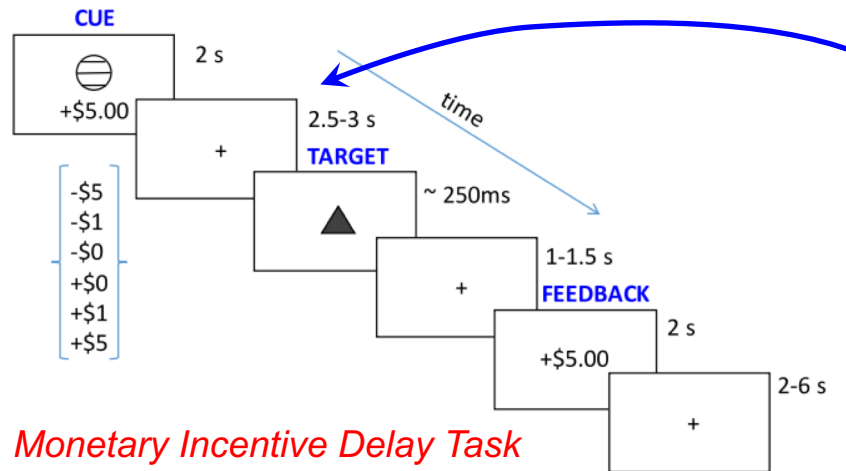 CUE
+$5.00
2 s
+
2.5-3 s
time
TARGET
~ 250ms
-$5
-$1
-$0
+$0
+$1
+$5
+
1-1.5 s
FEEDBACK
+$5.00
2 s
+
2-6 s
Monetary Incentive Delay Task